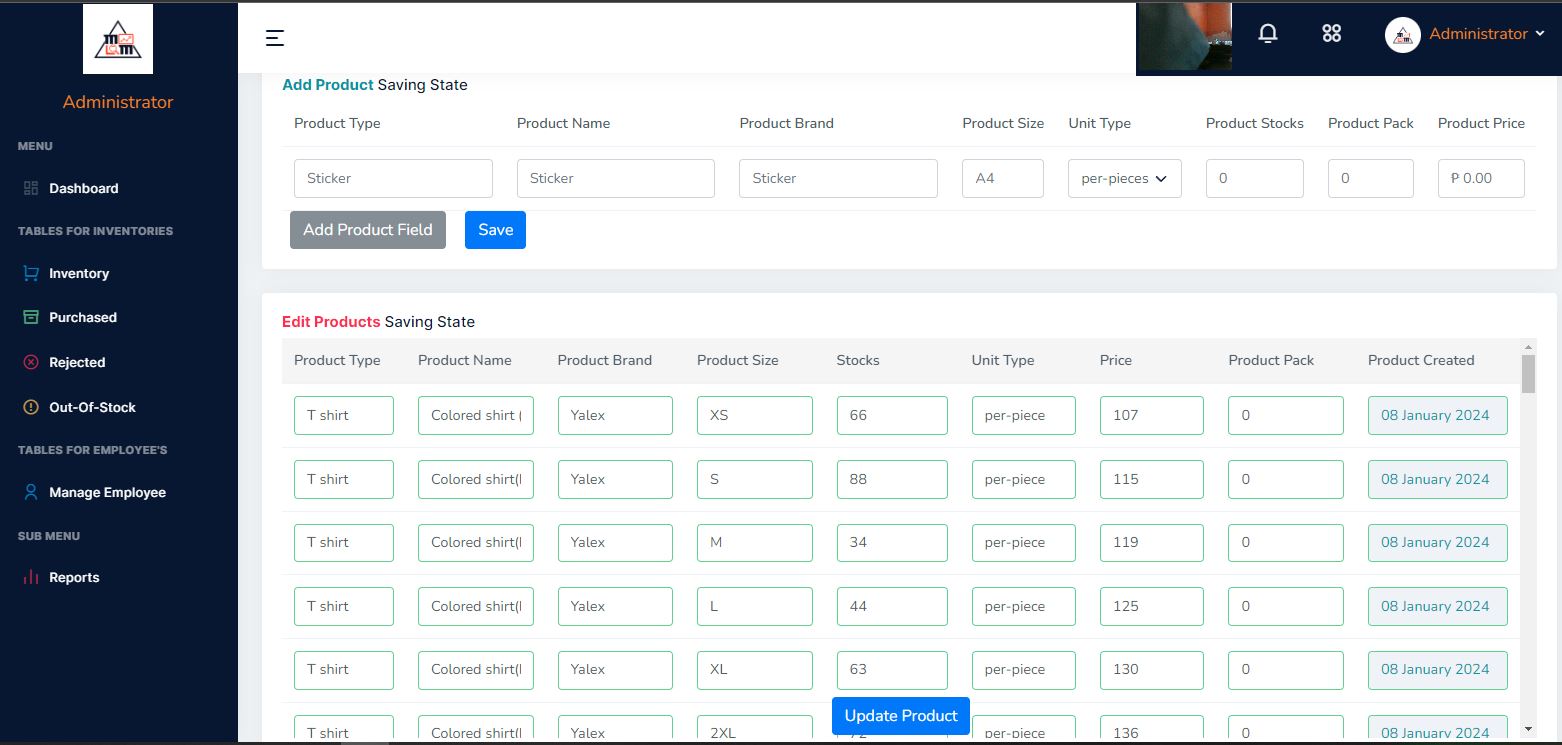 Administrator
MENU
Dashboard
TABLES FOR INVENTORIES
Inventory
Purchased
Rejected
Out-Of-Stock
TABLES FOR EMPLOYEE'S
Manage Employee
SUB MENU
Reports
Administrator
Add Product Saving State
Product Type Product Name Product Brand Product Size Unit Type Product Stocks Product Pack Product Price
Sticker Sticker Sticker A4 per-pieces 0 0 ₱ 0.00
Add Product Field Save
Edit Products Saving State
Product Type Product Name Product Brand Product Size Stocks Unit Type Price Product Pack Product Created
T shirt Colored shirt ( Yalex XS 66 per-piece 107 0 08 January 2024
T shirt Colored shirt( Yalex S 88 per-piece 115 0 08 January 2024
T shirt Colored shirt( Yalex M 34 per-piece 119 0 08 January 2024
T shirt Colored shirt( Yalex L 44 per-piece 125 0 08 January 2024
T shirt Colored shirt( Yalex XL 63 per-piece 130 0 08 January 2024
Update Product
T shirt Colored shirt( Yalex 2XL per-piece 136 0 08 January 2024